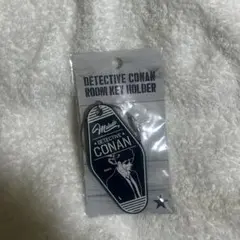 DETECTIVE CONAN
ROOM KEY HOLDER
DETECTIVE
CONAN